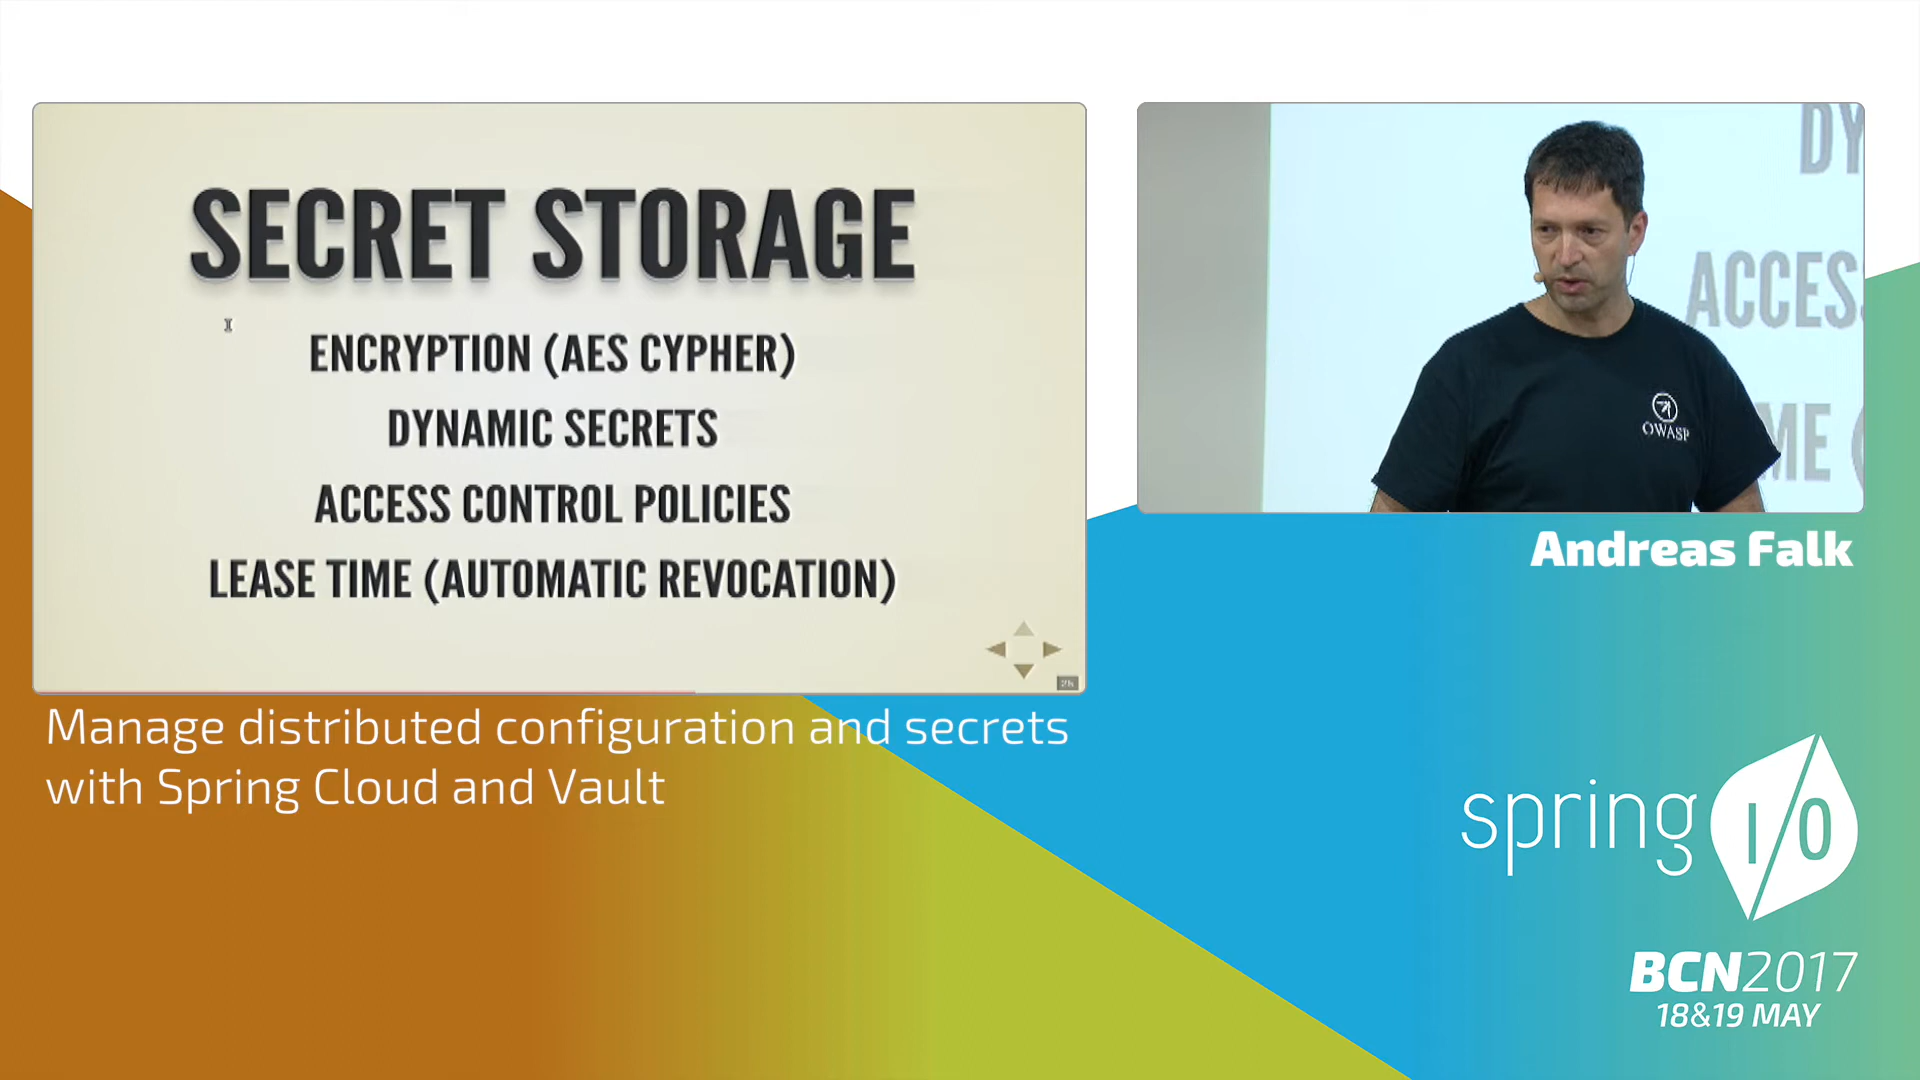 SECRET STORAGE
ENCRYPTION (AES CYPHER)
DYNAMIC SECRETS
ACCESS CONTROL POLICIES
LEASE TIME (AUTOMATIC REVOCATION)
DY
ACCES
ME (
OWASP
Andreas Falk
Manage distributed configuration and secrets
with Spring Cloud and Vault
spring I/O
BCN2017
18&19 MAY